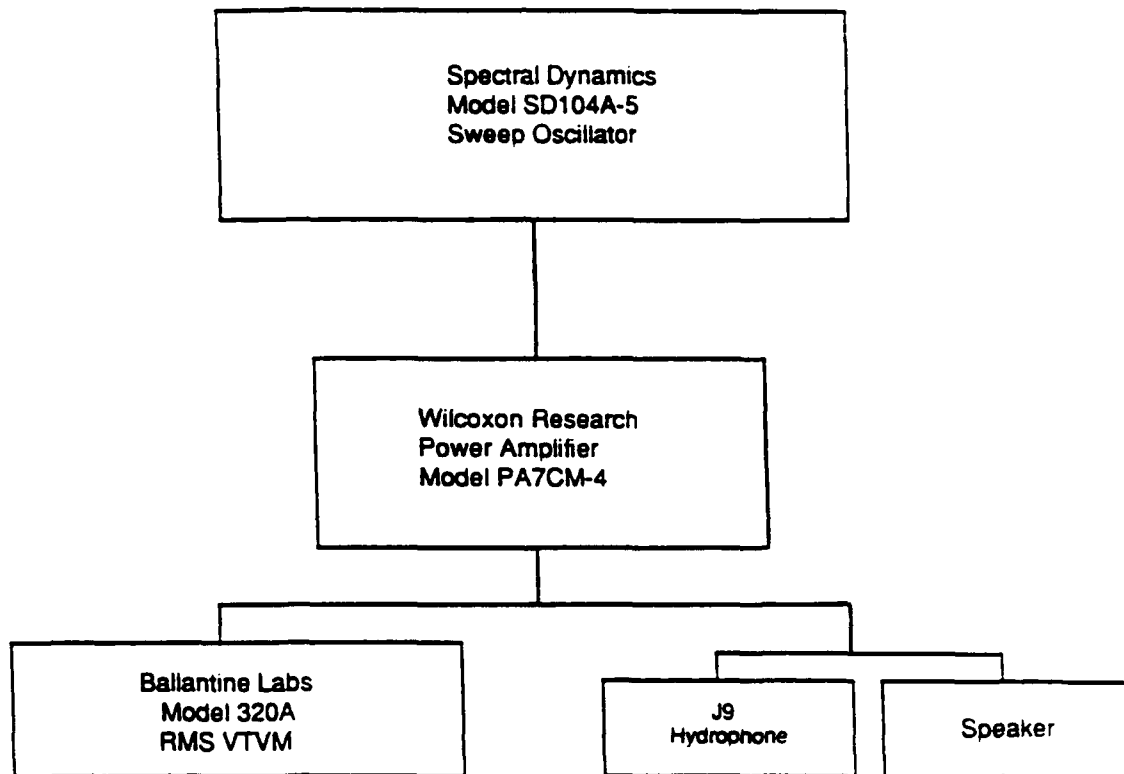 Spectral Dynamics
Model SD104A-5
Sweep Oscillator
Wilcoxon Research
Power Amplifier
Model PA7CM-4
Ballantine Labs
Model 320A
RMS VTVM
J9
Hydrophone
Speaker